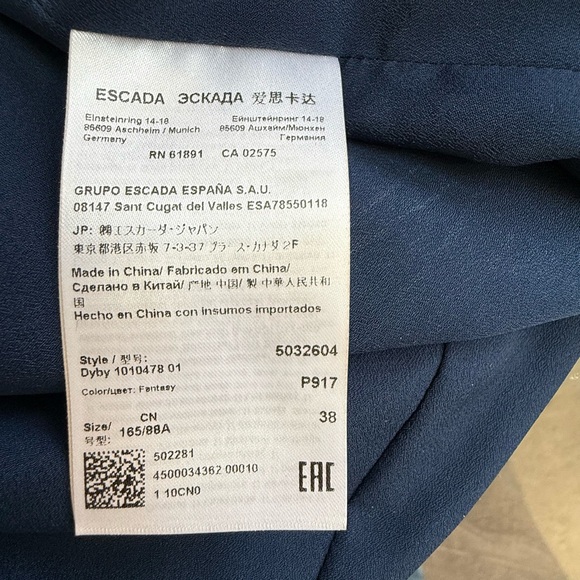 ESCADA ЭСКАДА 爱思卡达
Einsteinring 14-18 Ейнштейнринг 14-18
85609 Aschheim / Munich 85609 Ашхайм/Мюнхен
Germany Германия
RN 61891 CA 02575
GRUPO ESCADA ESPAÑA S.A.U.
08147 Sant Cugat del Valles ESA78550118
JP: ㈱エスカーダ・ジャパン
東京都港区赤坂 7-3-37 プラース・カナダ 2F
Made in China/ Fabricado em China/
Сделано в Китай/ 产地 中国/ 製 中華人民共和
国
Hecho en China con insumos importados
Style / 型号: 5032604
Dyby 1010478 01
Color/цвет: Fantasy P917
Size/ CN 38
号型: 165/88A
502281
4500034362 00010
1 10CN0
EAC